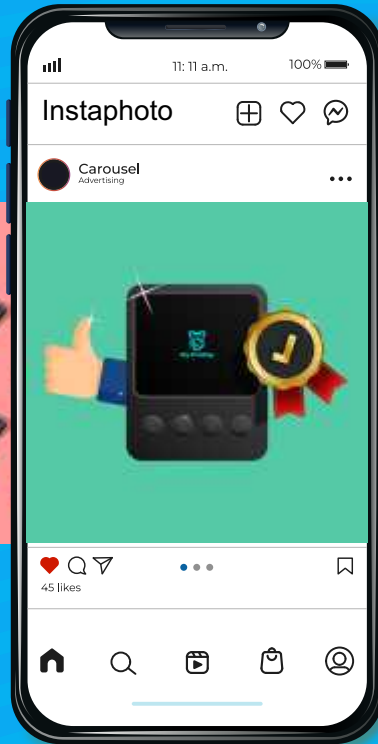 11: 11 a.m.
100%
Instaphoto
Carousel
Advertising
45 likes